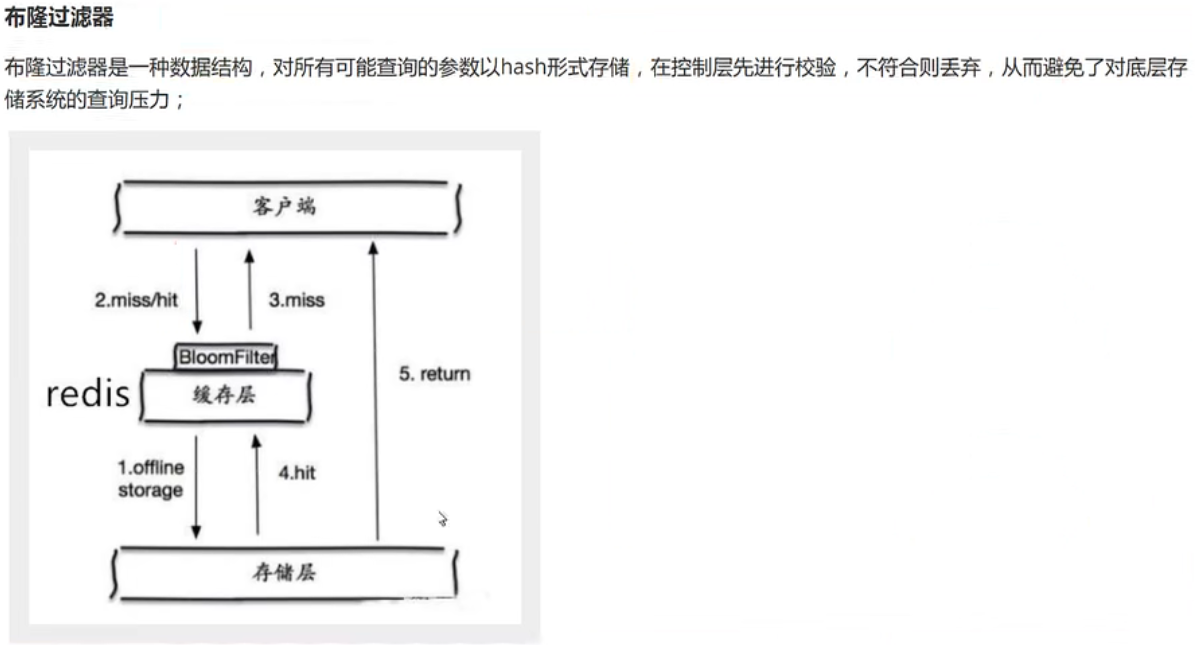 布隆过滤器
布隆过滤器是一种数据结构，对所有可能查询的参数以hash形式存储，在控制层先进行校验，不符合则丢弃，从而避免了对底层存
储系统的查询压力；
客户端
2.miss/hit
3.miss
BloomFilter
redis
缓存层
5. return
1.offline
storage
4.hit
存储层